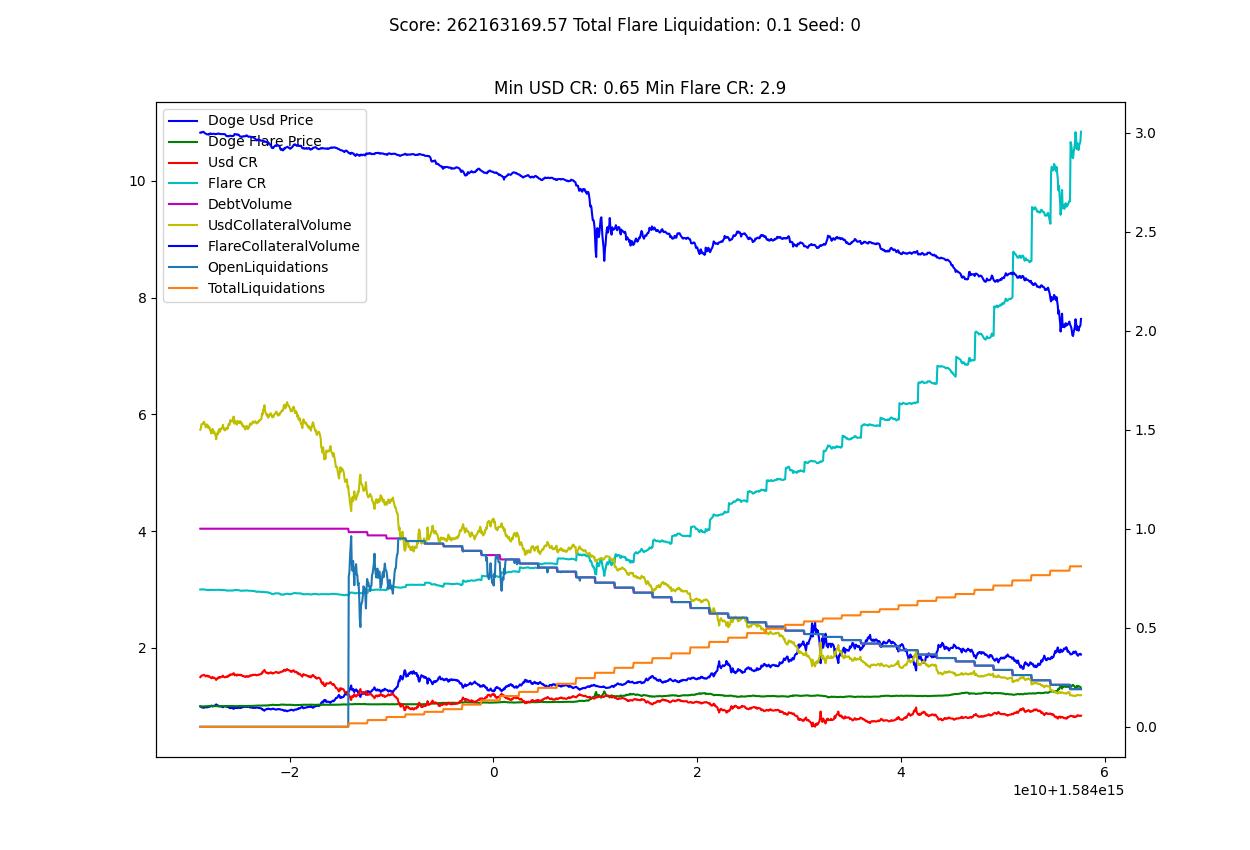 Score: 262163169.57 Total Flare Liquidation: 0.1 Seed: 0
Min USD CR: 0.65 Min Flare CR: 2.9
Doge Usd Price
Doge Flare Price
Usd CR
Flare CR
DebtVolume
UsdCollateralVolume
FlareCollateralVolume
OpenLiquidations
TotalLiquidations
10
8
6
4
2
3.0
2.5
2.0
1.5
1.0
0.5
0.0
−2
0
2
4
6
1e10+1.584e15